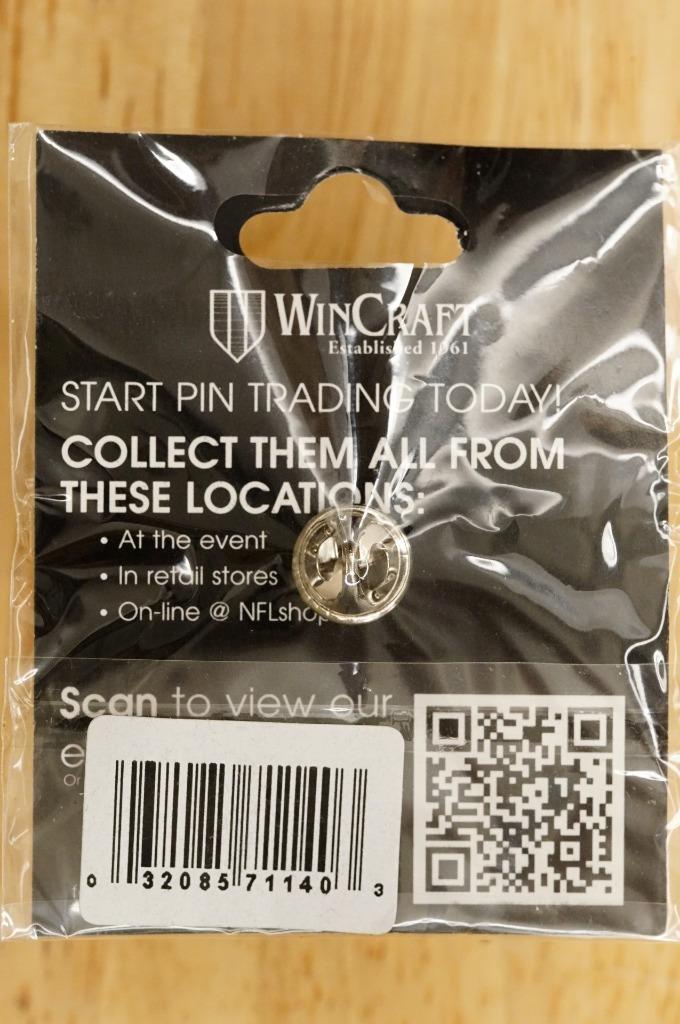 WINCRAFT
Established 1961
START PIN TRADING TODAY!
COLLECT THEM ALL FROM
THESE LOCATIONS:
• At the event
• In retail stores
• On-line @ NFLshop
Scan to view our
0 32085 71140 3